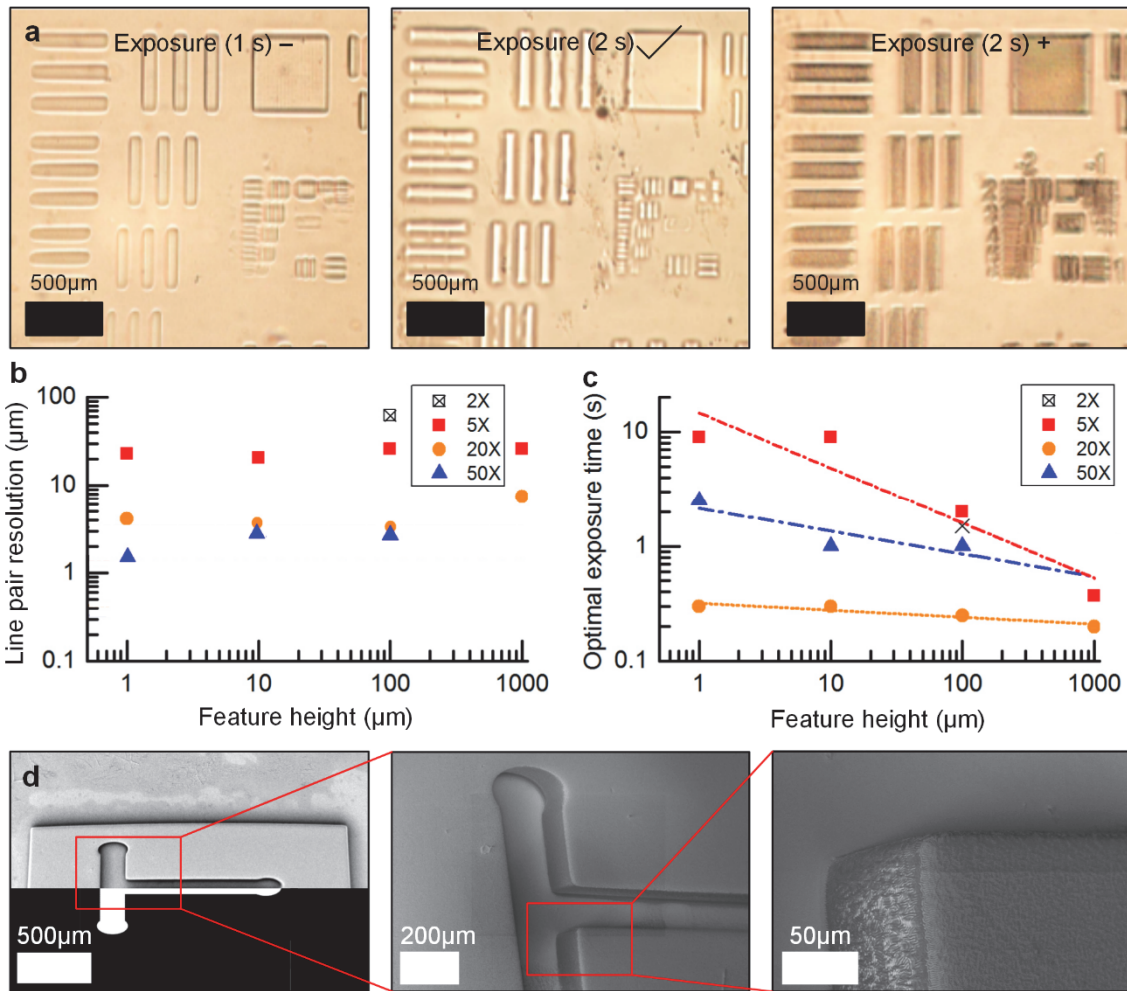 a
Exposure (1 s) –
Exposure (2 s)
Exposure (2 s) +
500µm
500µm
500µm
b
Line pair resolution (µm)
100
10
1
0.1
1
10
100
1000
Feature height (µm)
2X
5X
20X
50X
c
Optimal exposure time (s)
10
1
0.1
1
10
100
1000
Feature height (µm)
2X
5X
20X
50X
d
500µm
200µm
50µm